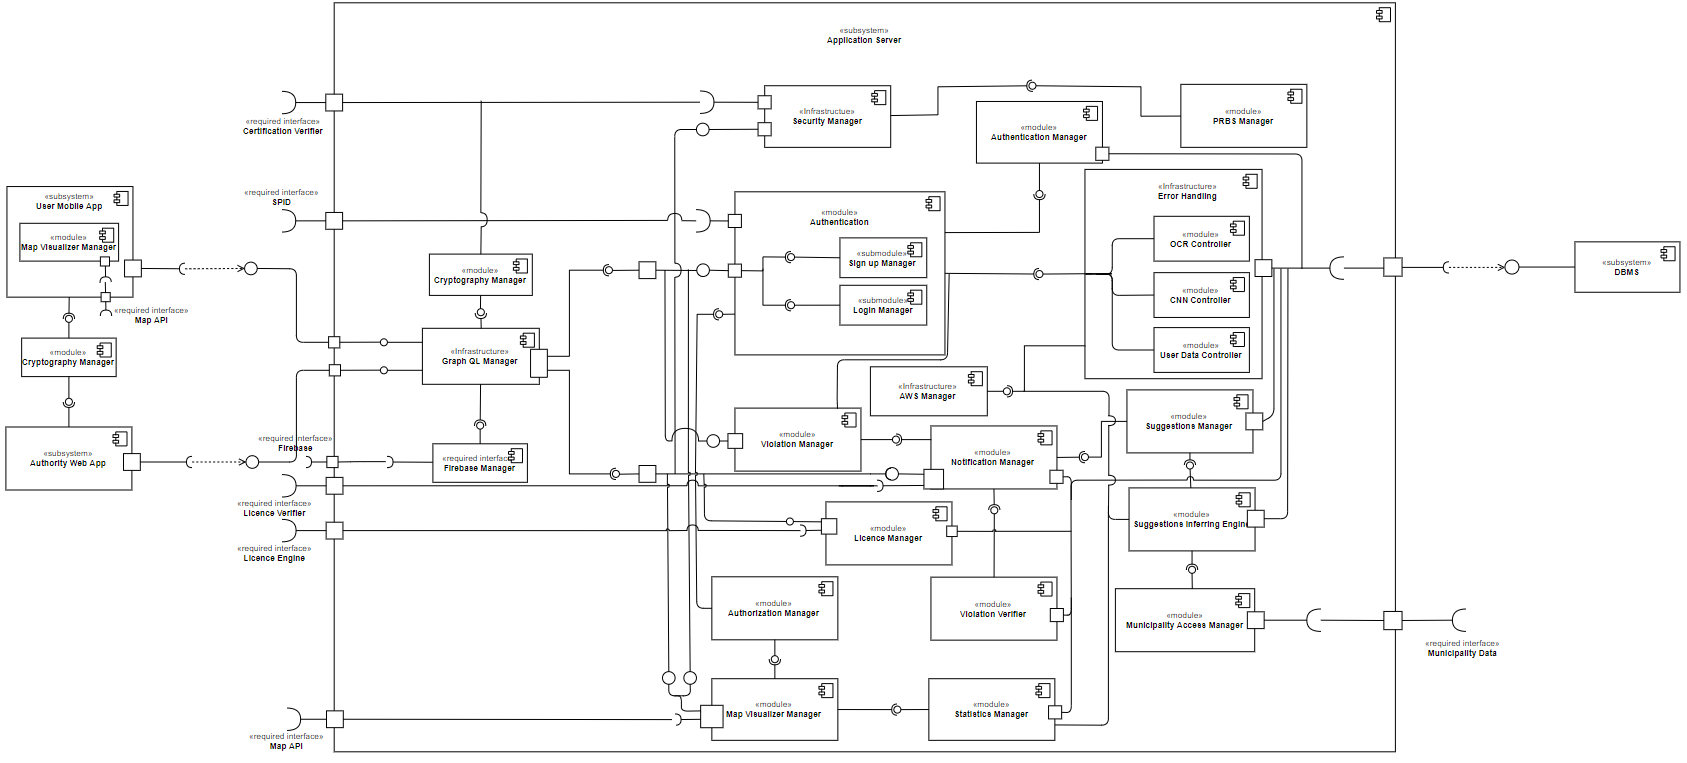 «subsystem»
Application Server
«required interface»
Certification Verifier
«Infrastructue»
Security Manager
«module»
Authentication Manager
«module»
PRBS Manager
«subsystem»
User Mobile App
«module»
Map Visualizer Manager
«required interface»
Map API
«module»
Cryptography Manager
«subsystem»
Authority Web App
«required interface»
SPID
«module»
Authentication
«submodule»
Sign up Manager
«submodule»
Login Manager
«Infrastructure»
Error Handling
«module»
OCR Controller
«module»
CNN Controller
«module»
User Data Controller
«subsystem»
DBMS
«module»
Cryptography Manager
«Infrastructure»
Graph QL Manager
«required interface»
Firebase
«required interfac
Firebase Manager
«Infrastructure»
AWS Manager
«module»
Violation Manager
«module»
Notification Manager
«module»
Suggestions Manager
«required interface»
Licence Verifier
«required interface»
Licence Engine
«module»
Licence Manager
«module»
Suggestions Inferring Engine
«module»
Authorization Manager
«module»
Violation Verifier
«module»
Municipality Access Manager
«required interface»
Municipality Data
«required interface»
Map API
«module»
Map Visualizer Manager
«module»
Statistics Manager